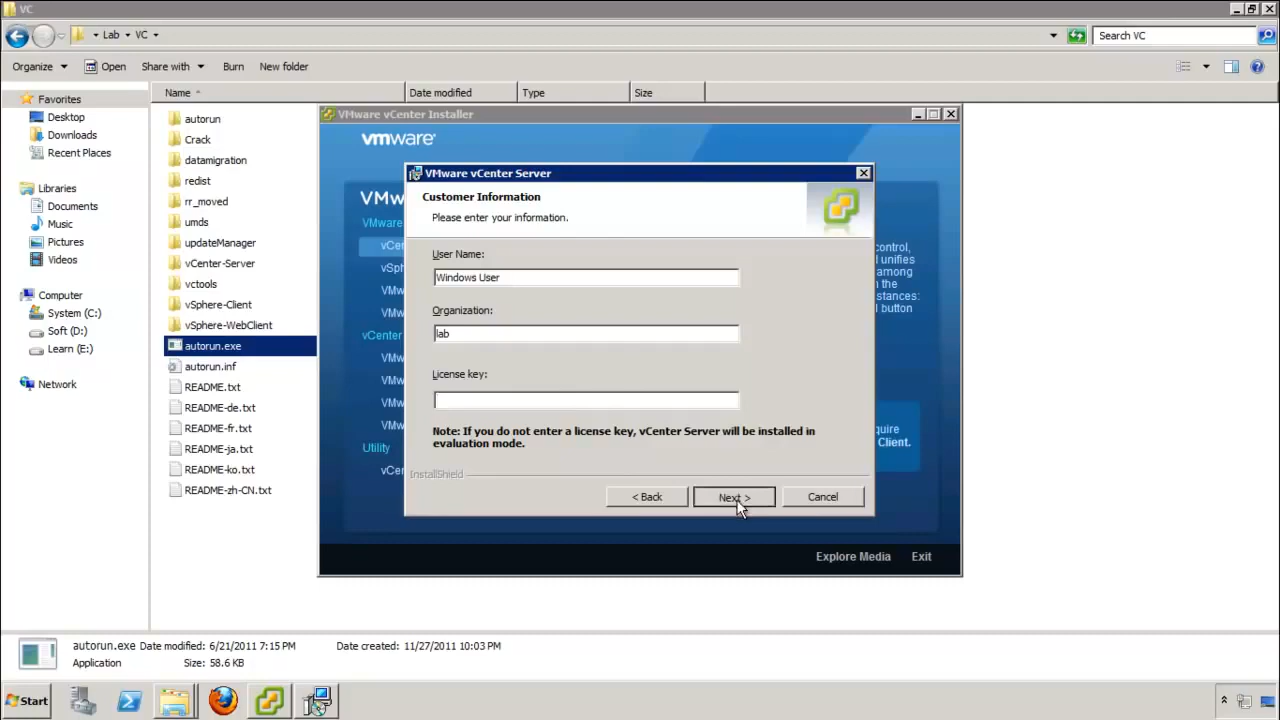 VC
Lab VC
Search VC
Organize Open Share with Burn New folder
Name Date modified Type Size
Favorites
Desktop
Downloads
Recent Places
Libraries
Documents
Music
Pictures
Videos
Computer
System (C:)
Soft (D:)
Learn (E:)
Network
autorun
Crack
datamigration
redist
rr_moved
umds
updateManager
vCenter-Server
vctools
vSphere-Client
vSphere-WebClient
autorun.exe
autorun.inf
README.txt
README-de.txt
README-fr.txt
README-ja.txt
README-ko.txt
README-zh-CN.txt
VMware vCenter Installer
vmware
VMware
vCenter
Utility
control,
unifies
among
the
button
Client.
Explore Media Exit
VMware vCenter Server
Customer Information
Please enter your information.
User Name:
Windows User
Organization:
lab
License key:
Note: If you do not enter a license key, vCenter Server will be installed in
evaluation mode.
InstallShield
< Back Next > Cancel
autorun.exe Date modified: 6/21/2011 7:15 PM Date created: 11/27/2011 10:03 PM
Application Size: 58.6 KB
Start